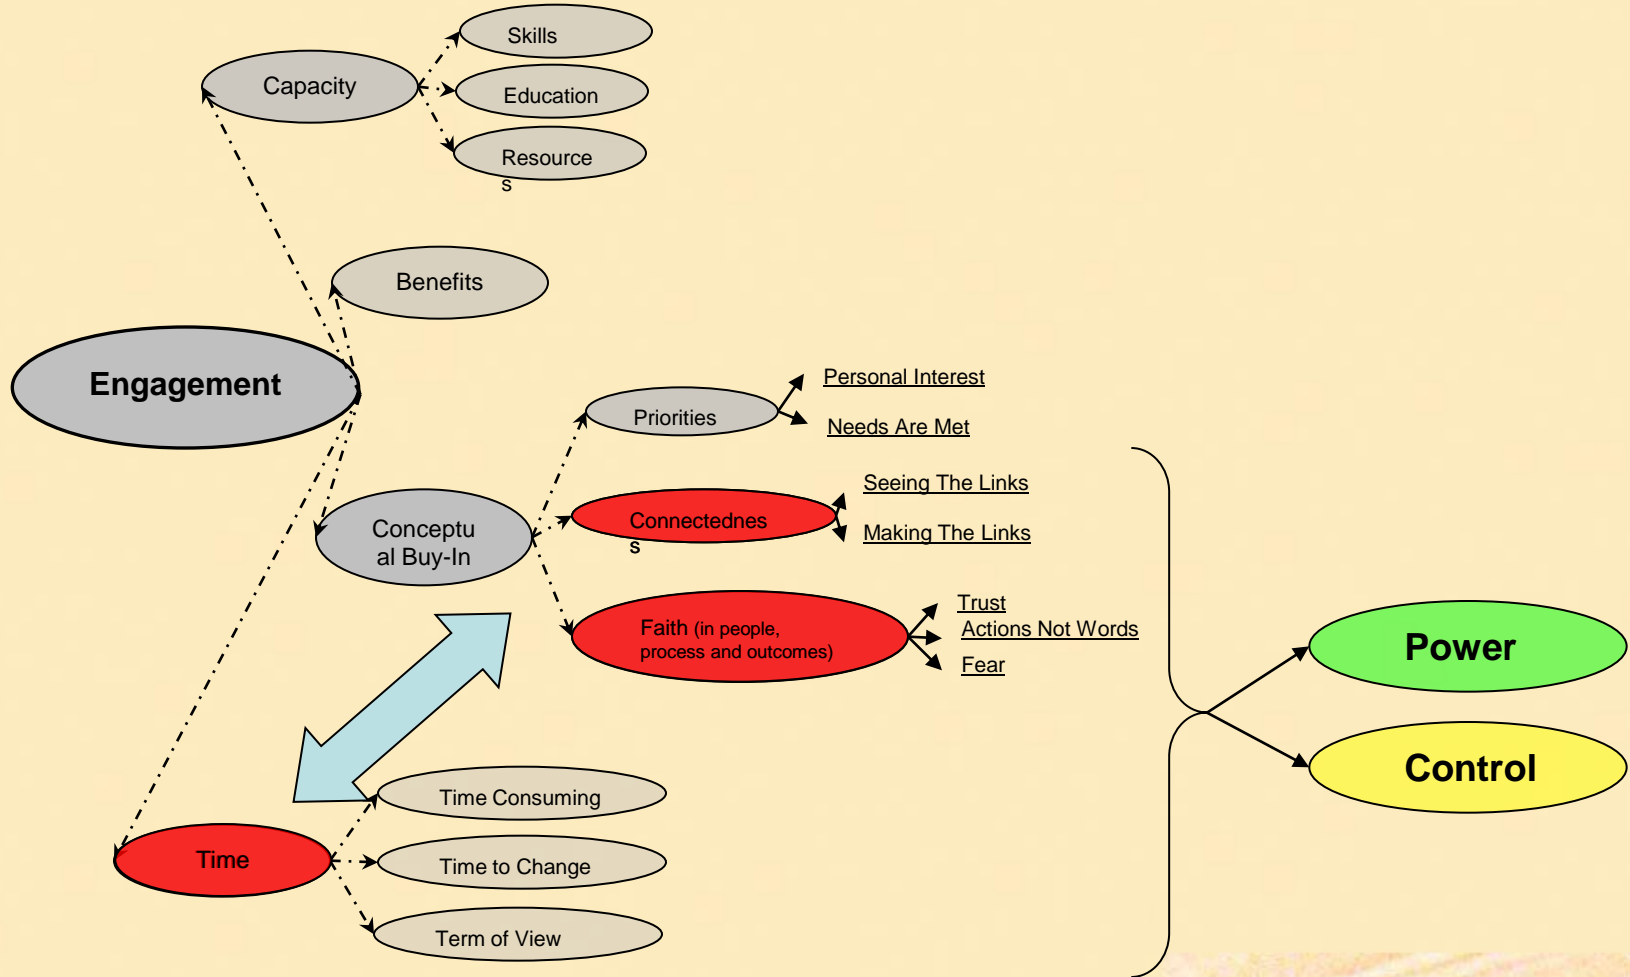 Skills
Capacity
Education
Resource
s
Benefits
Engagement
Personal Interest
Priorities
Needs Are Met
Seeing The Links
Connectednes
s
Making The Links
Conceptu
al Buy-In
Trust
Faith (in people,
process and outcomes)
Actions Not Words
Fear
Power
Control
Time Consuming
Time
Time to Change
Term of View